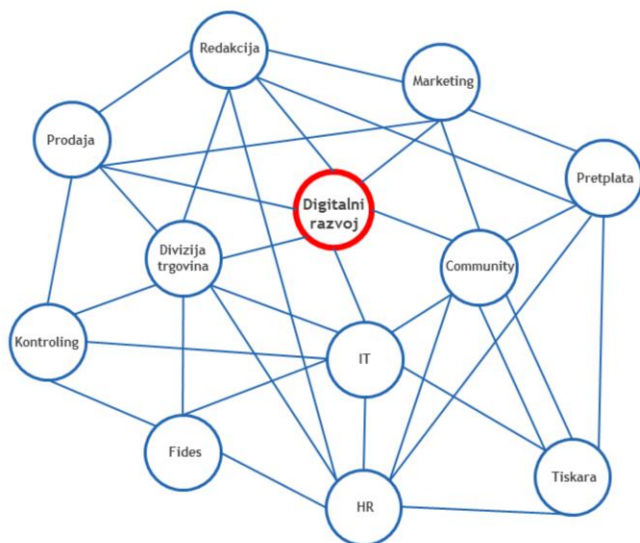 Redakcija
Marketing
Prodaja
Pretplata
Digitalni
razvoj
Divizija
trgovina
Community
Kontroling
IT
Fides
Tiskara
HR